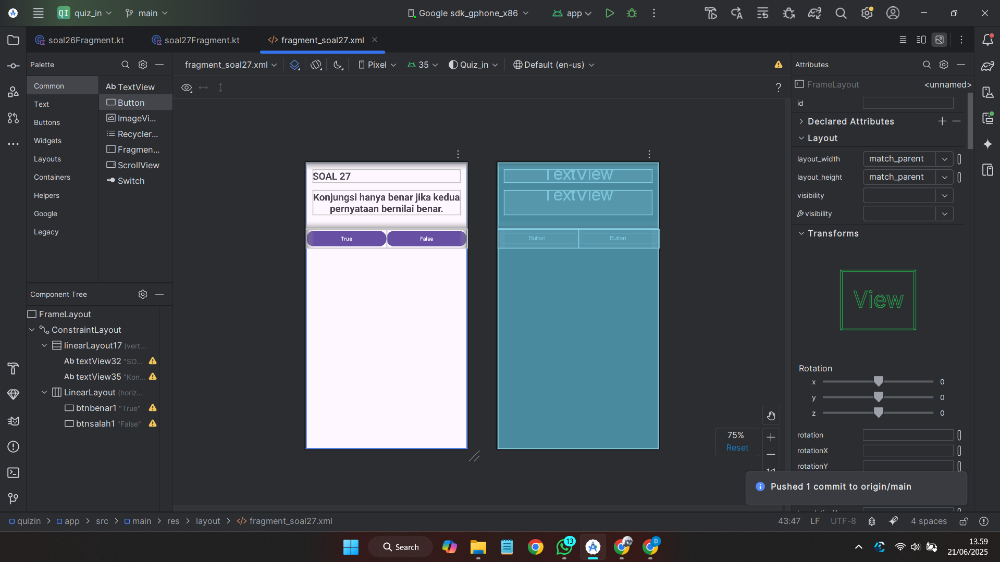 QI quiz_in main
Google sdk_gphone_x86
app
soal26Fragment.kt
soal27Fragment.kt
fragment_soal27.xml
Palette
fragment_soal27.xml
Pixel
35
Quiz_in
Default (en-us)
Attributes
Common
Text
Buttons
Widgets
Layouts
Containers
Helpers
Google
Legacy
Ab TextView
Button
ImageVi...
Recycler...
Fragmen...
ScrollView
Switch
?
FrameLayout
<unnamed>
id
Declared Attributes
Layout
layout_width
match_parent
layout_height
match_parent
visibility
visibility
Transforms
View
Rotation
x
0
y
0
z
0
rotation
rotationX
rotationY
SOAL 27
Konjungsi hanya benar jika kedua
pernyataan bernilai benar.
True
False
TextView
TextView
Button
Button
Component Tree
FrameLayout
ConstraintLayout
linearLayout17 (vert...
Ab textView32 "SO...
Ab textView35 "Kon...
LinearLayout (horiz...
btnbenar1 "True"
btnsalah1 "False"
75%
Reset
1:1
Pushed 1 commit to origin/main
quizin > app > src > main > res > layout > fragment_soal27.xml
43:47
LF
UTF-8
4 spaces
Search
13
D
13.59
21/06/2025